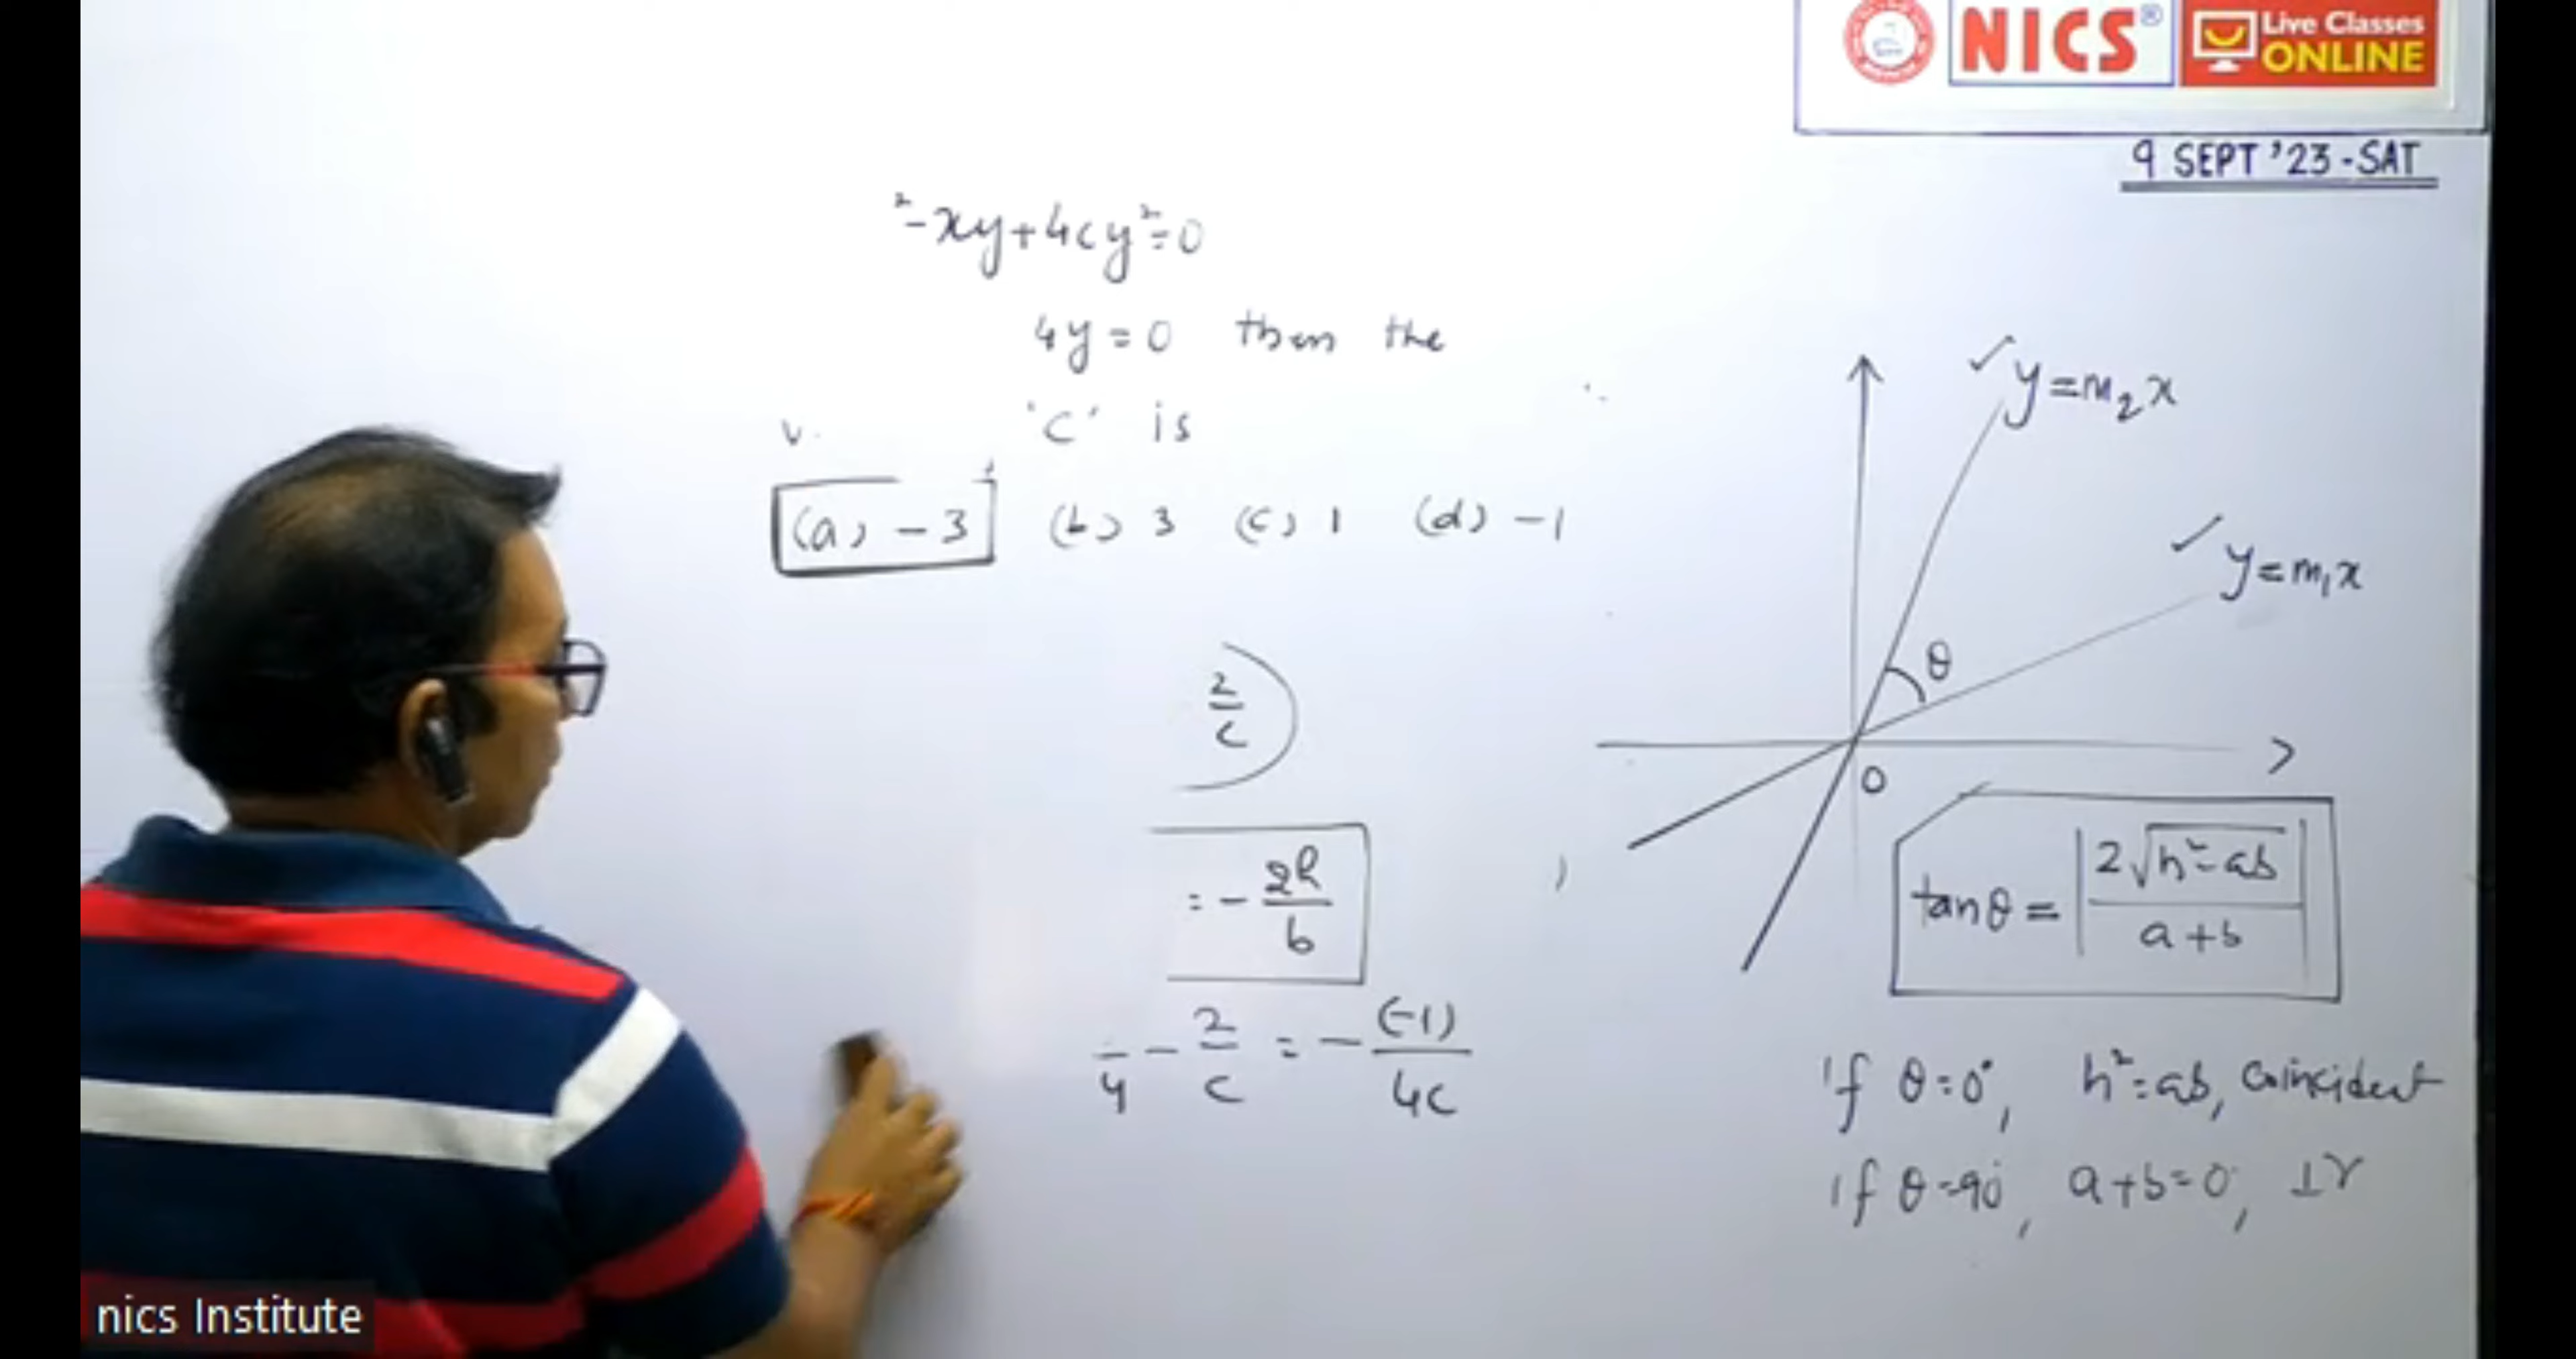 NICS® Live Classes
ONLINE
9 SEPT '23-SAT
² - xy + 4cy² = 0
4y = 0 then the
'c' is
(a) -3 (b) 3 (c) 1 (d) -1
2/c )
= - 2h/b
/4 - 2/c = - (-1)/4c
✓ y = m₂x
✓ y = m₁x
θ
O
tan θ = | 2√(h² - ab) / (a + b) |
If θ = 0°, h² = ab, coincident
If θ = 90°, a + b = 0, ⊥r
nics Institute